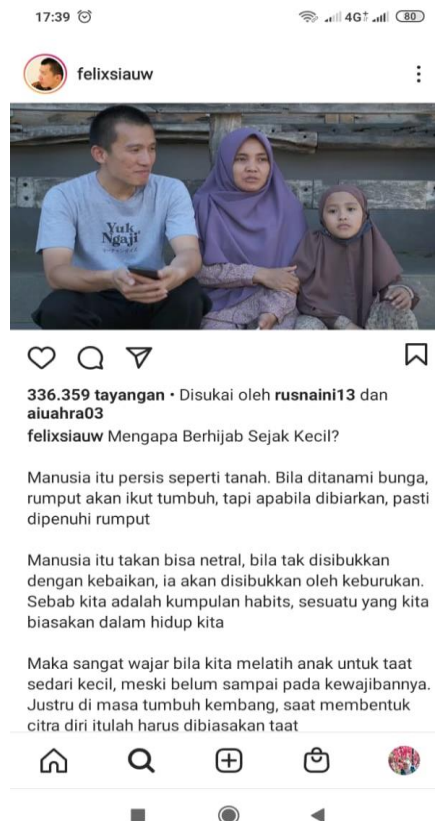 17:39
4G+ 80
felixsiauw
Yuk
Ngaji
336.359 tayangan • Disukai oleh rusnaini13 dan
aiuahra03
felixsiauw Mengapa Berhijab Sejak Kecil?
Manusia itu persis seperti tanah. Bila ditanami bunga,
rumput akan ikut tumbuh, tapi apabila dibiarkan, pasti
dipenuhi rumput
Manusia itu takan bisa netral, bila tak disibukkan
dengan kebaikan, ia akan disibukkan oleh keburukan.
Sebab kita adalah kumpulan habits, sesuatu yang kita
biasakan dalam hidup kita
Maka sangat wajar bila kita melatih anak untuk taat
sedari kecil, meski belum sampai pada kewajibannya.
Justru di masa tumbuh kembang, saat membentuk
citra diri itulah harus dibiasakan taat